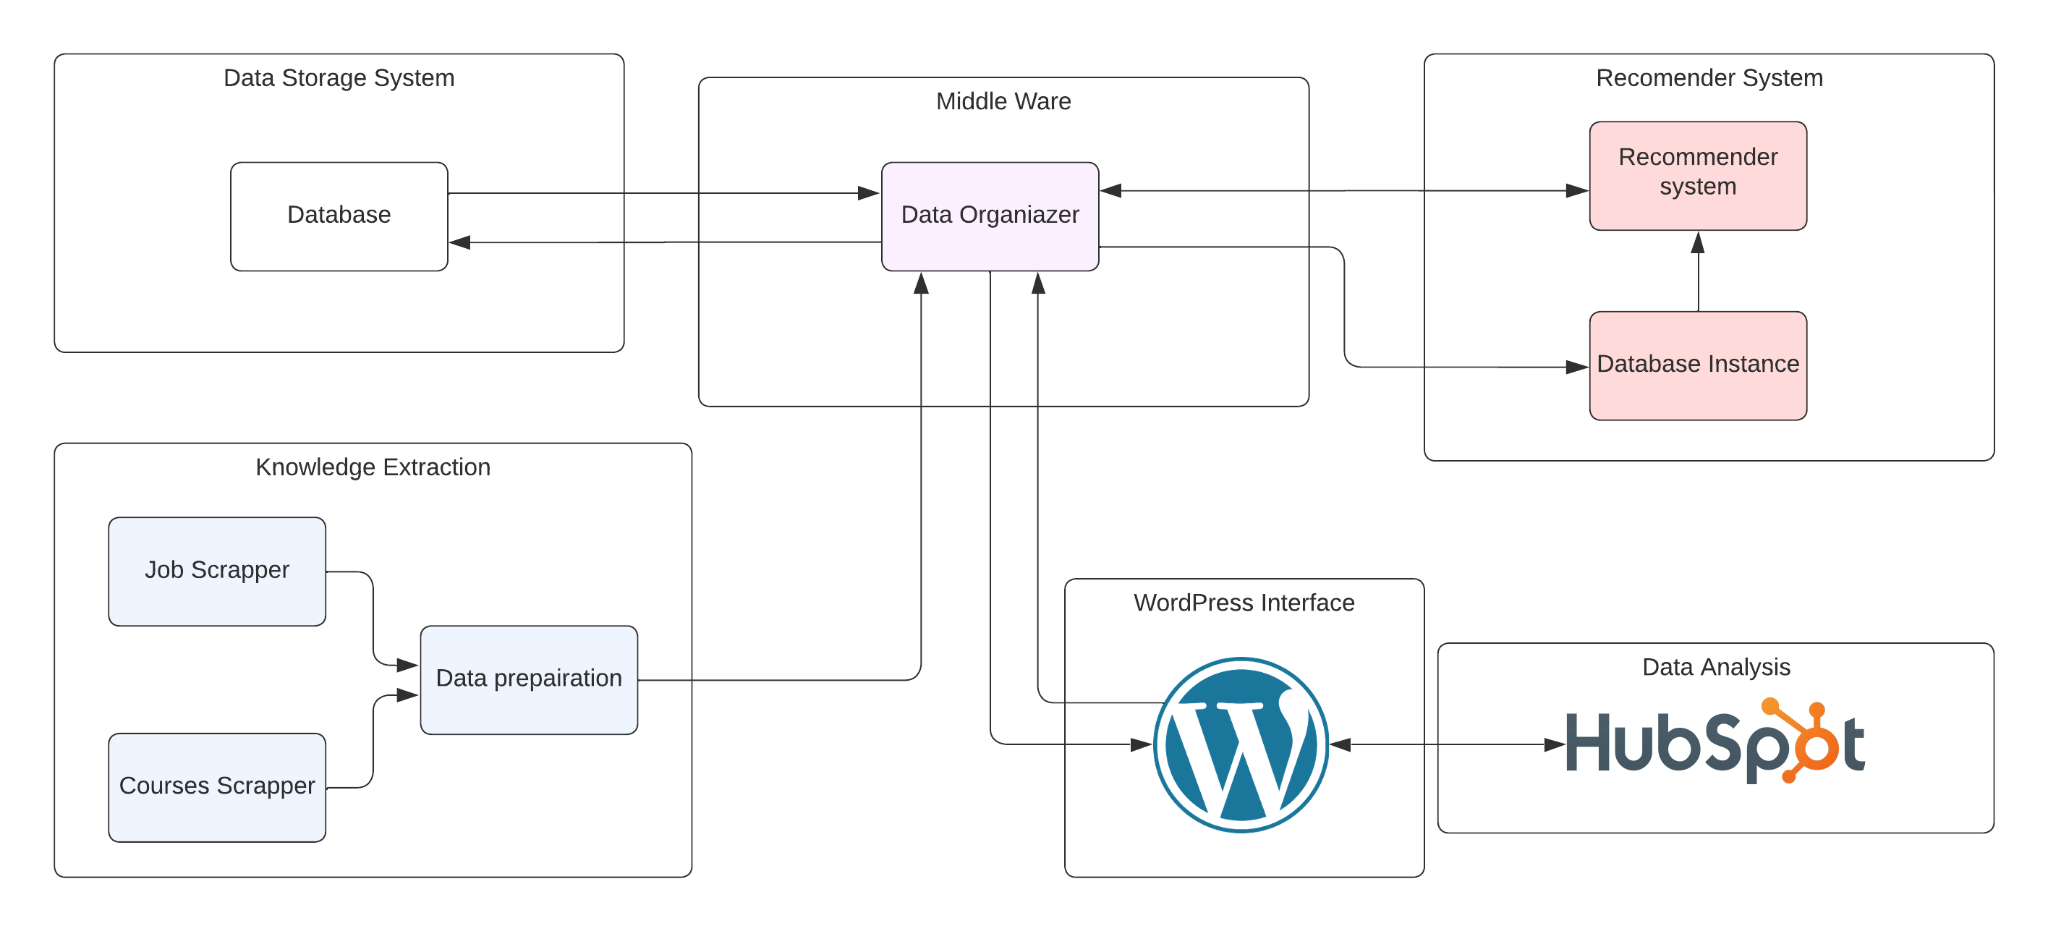 Data Storage System
Database
Middle Ware
Data Organiazer
Recomender System
Recommender
system
Database Instance
Knowledge Extraction
Job Scrapper
Data prepairation
Courses Scrapper
WordPress Interface
W
Data Analysis
HubSpot